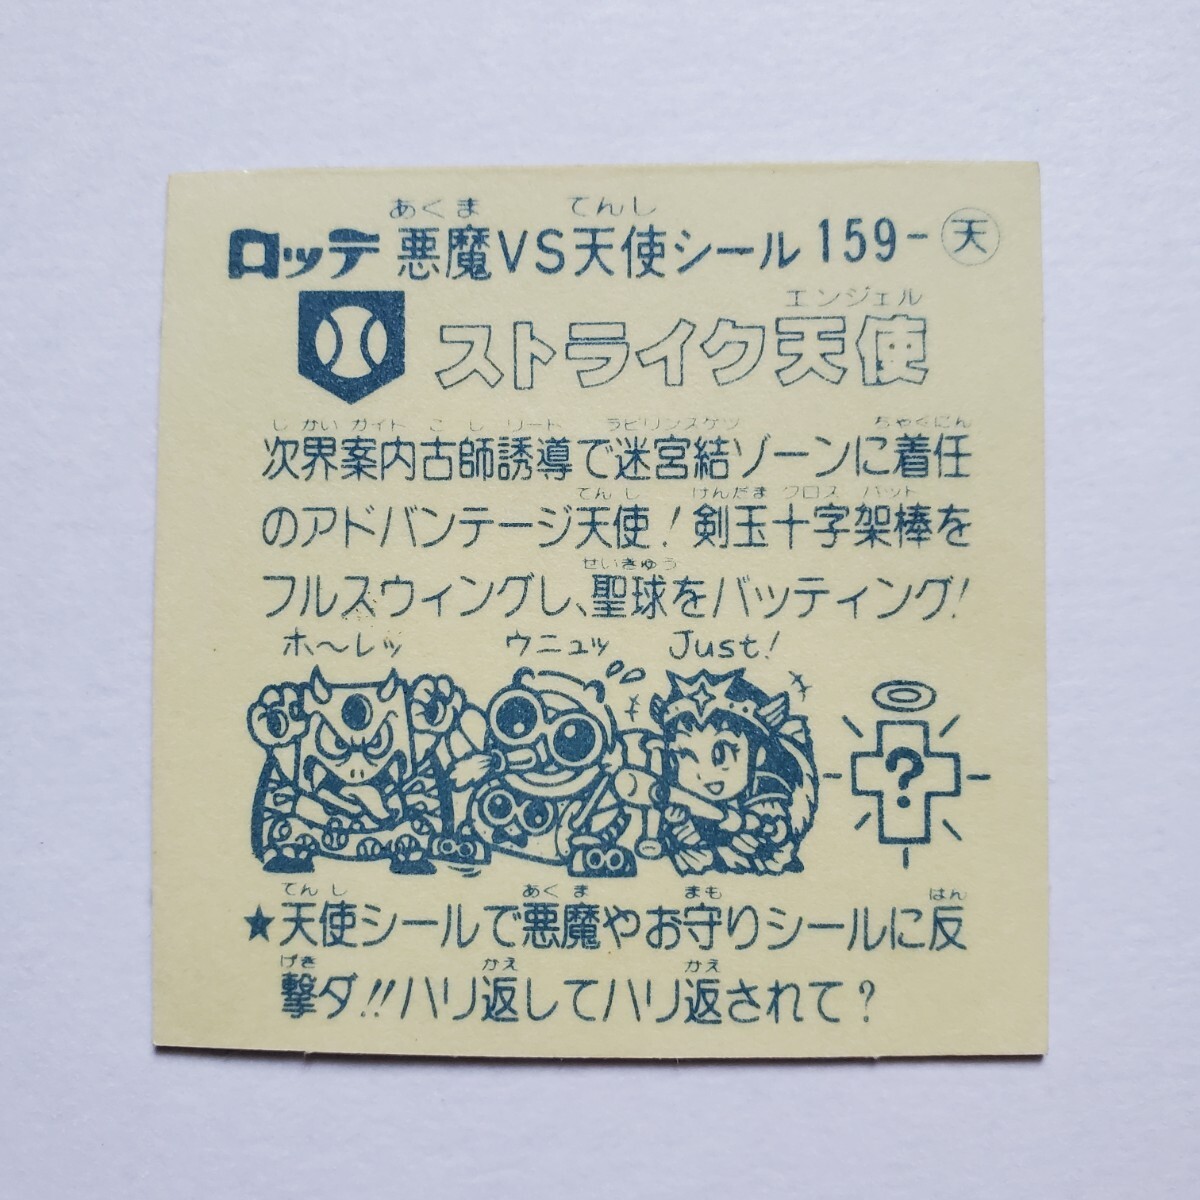 あくま てんし
ロッテ 悪魔VS天使シール 159-天
エンジェル
ストライク天使
しかいガイドこしリード ラビリンスケツ ちゃくにん
次界案内古師誘導で迷宮結ゾーンに着任
てんし けんだま クロス バット
のアドバンテージ天使!剣玉十字架棒を
せいきゅう
フルスウィングし、聖球をバッティング!
ホ〜レッ ウニュッ Just!
?
てんし あくま まも はん
★天使シールで悪魔やお守りシールに反
げき かえ かえ
撃ダ!!ハリ返してハリ返されて?